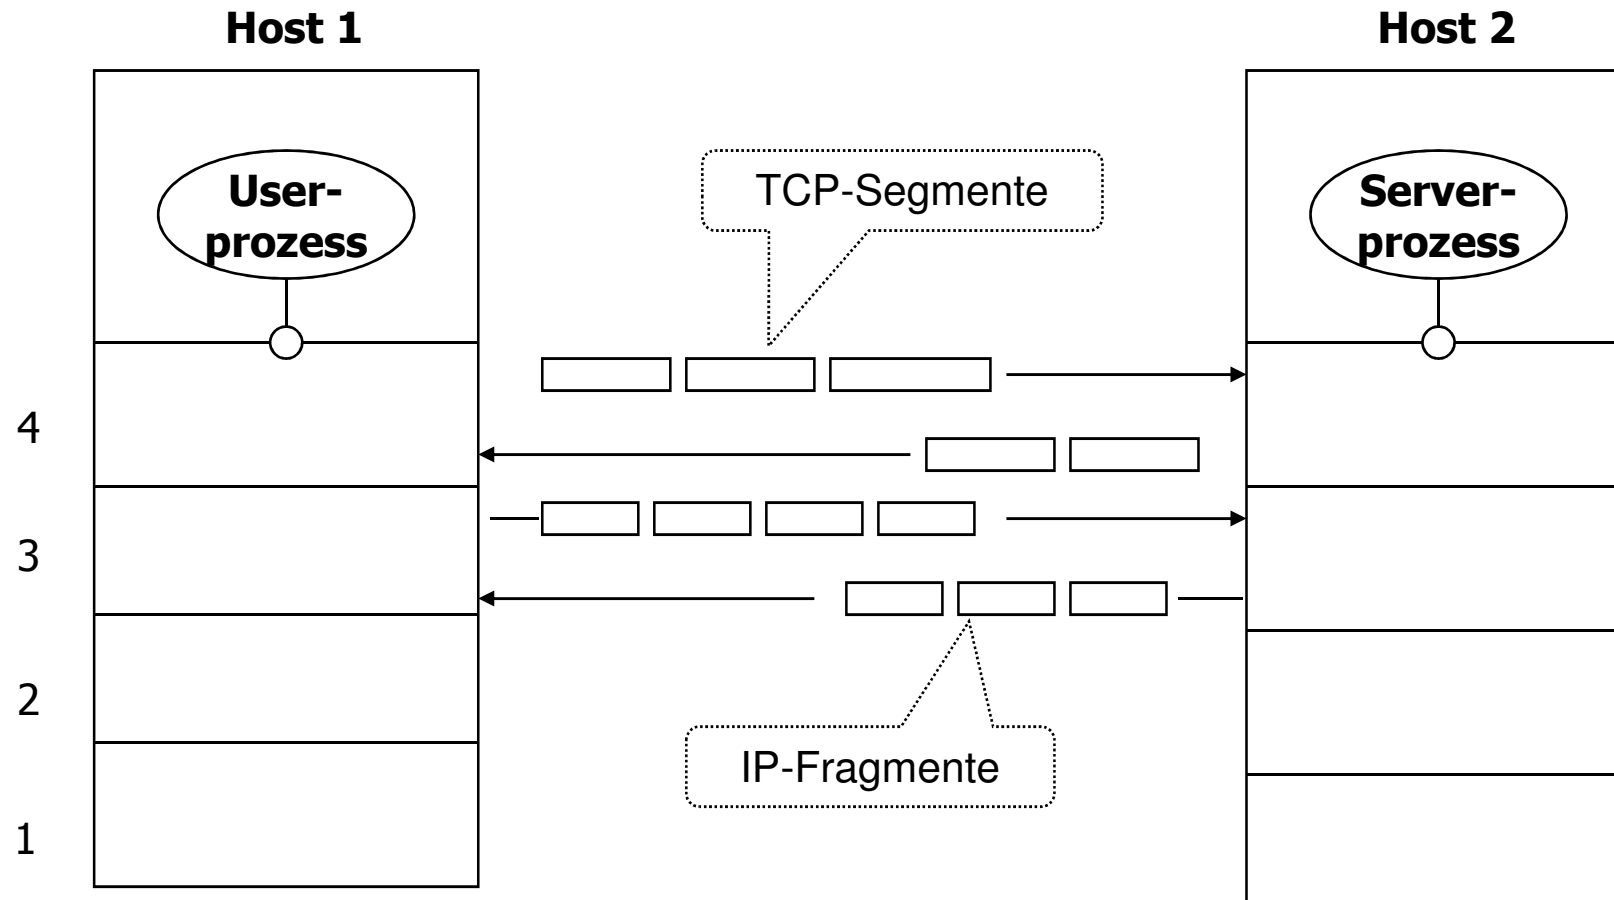 Host 1
Host 2
User-
prozess
TCP-Segmente
Server-
prozess
4
3
2
IP-Fragmente
1